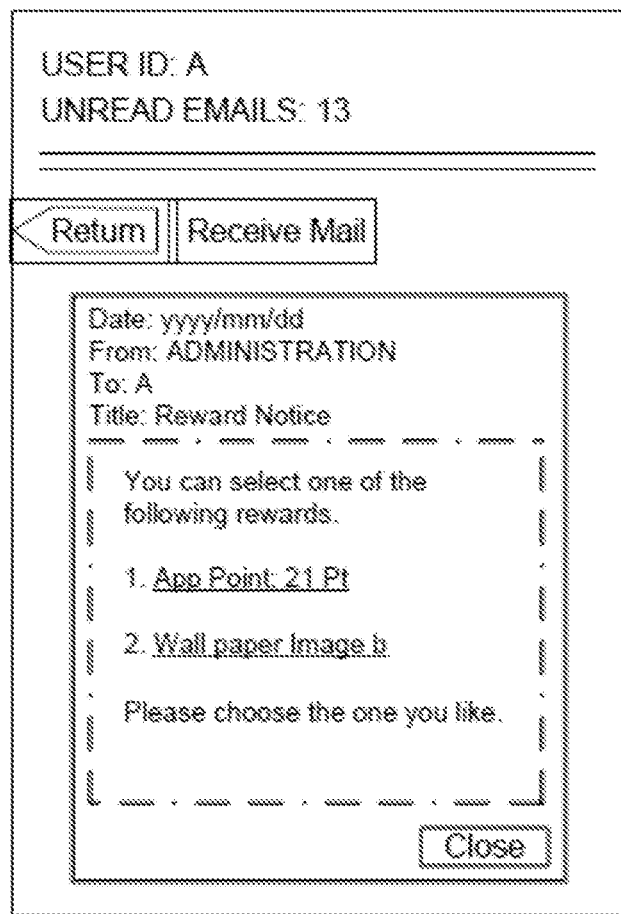 USER ID: A
UNREAD EMAILS: 13
Return
Receive Mail
Date: yyyy/mm/dd
From: ADMINISTRATION
To: A
Title: Reward Notice
You can select one of the
following rewards.
1. App Point: 21 Pt
2. Wall paper Image b
Please choose the one you like.
Close